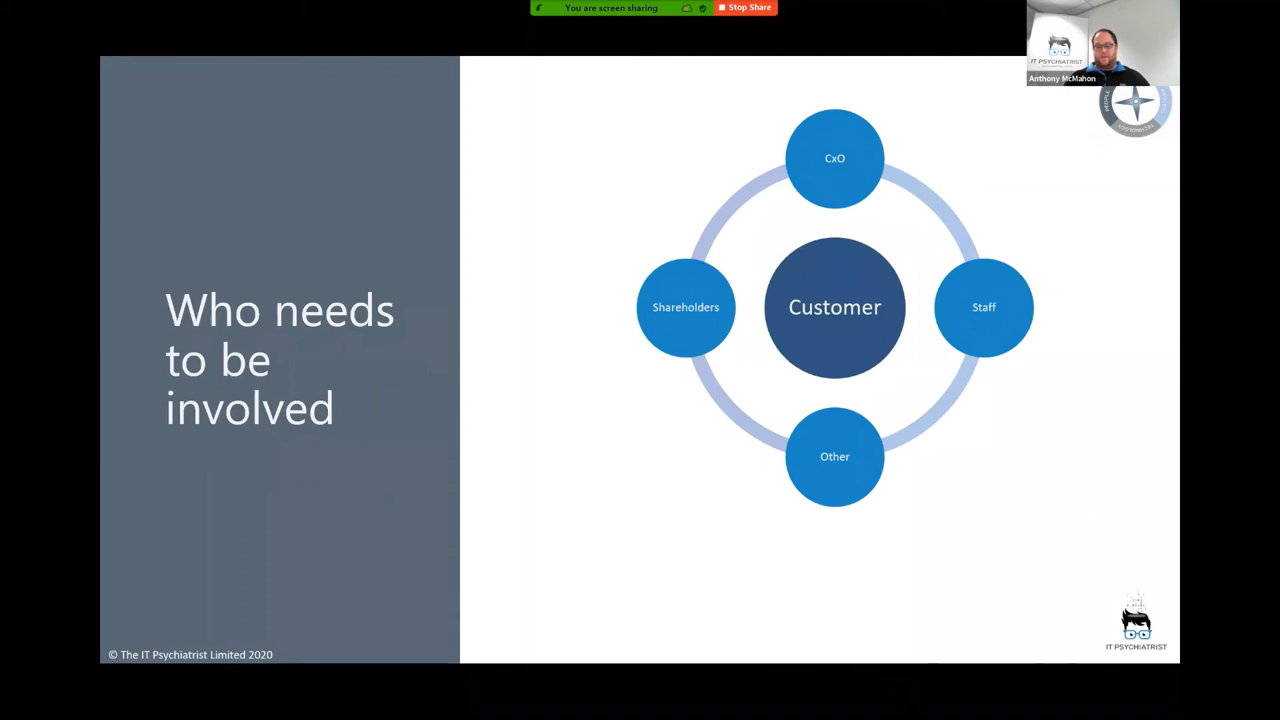 You are screen sharing
Stop Share
IT PSYCHIATRIST
Anthony McMahon
PEOPLE
CxO
Who needs
to be
involved
Shareholders
Customer
Staff
Other
IT PSYCHIATRIST
© The IT Psychiatrist Limited 2020